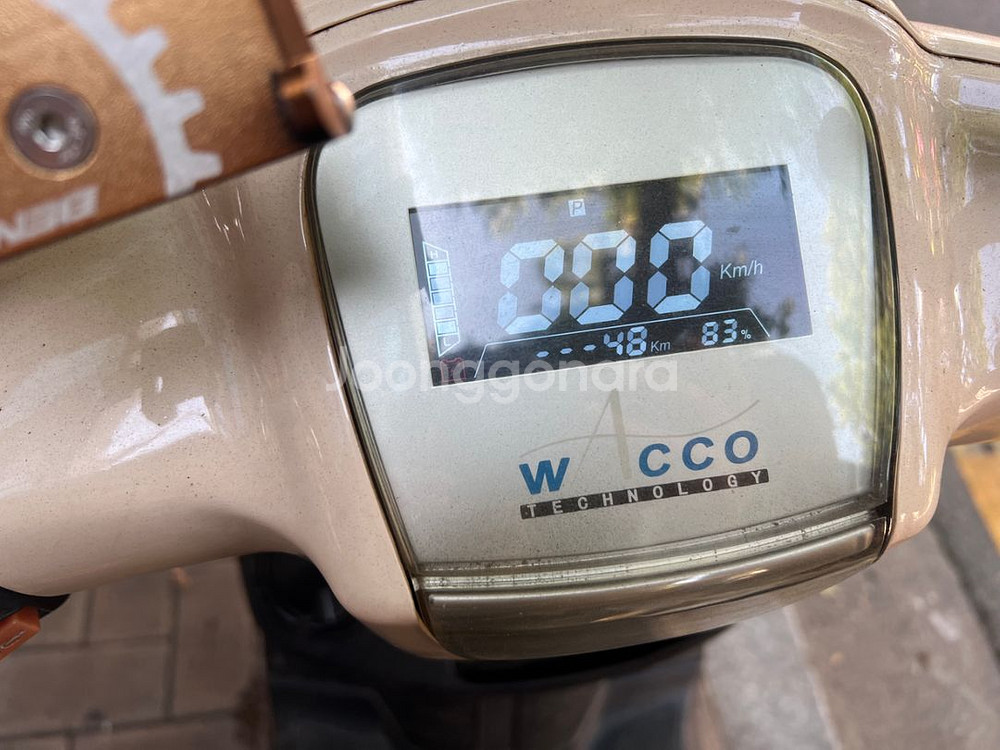 P
H
000 Km/h
L
---48 Km 83%
Joonggonara
WACCO
TECHNOLOGY